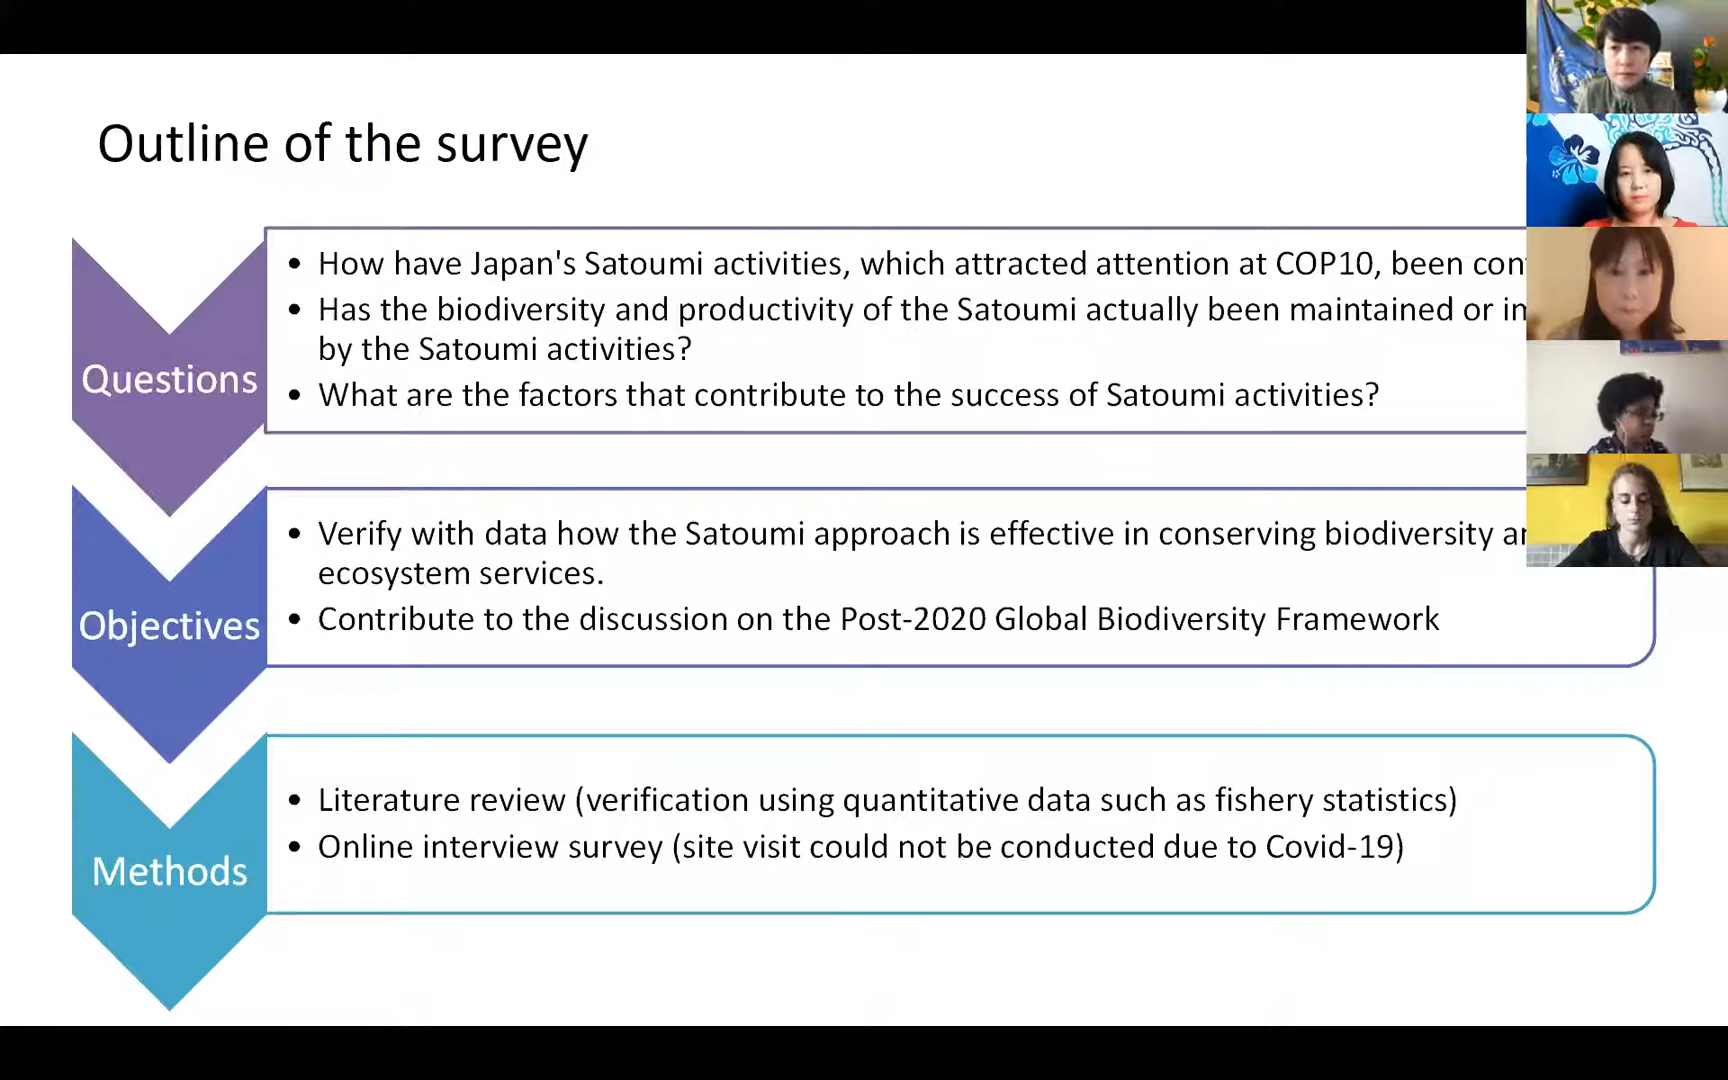 Outline of the survey
Questions
• How have Japan's Satoumi activities, which attracted attention at COP10, been
• Has the biodiversity and productivity of the Satoumi actually been maintained or
by the Satoumi activities?
• What are the factors that contribute to the success of Satoumi activities?
Objectives
• Verify with data how the Satoumi approach is effective in conserving biodiversity
ecosystem services.
• Contribute to the discussion on the Post-2020 Global Biodiversity Framework
Methods
• Literature review (verification using quantitative data such as fishery statistics)
• Online interview survey (site visit could not be conducted due to Covid-19)